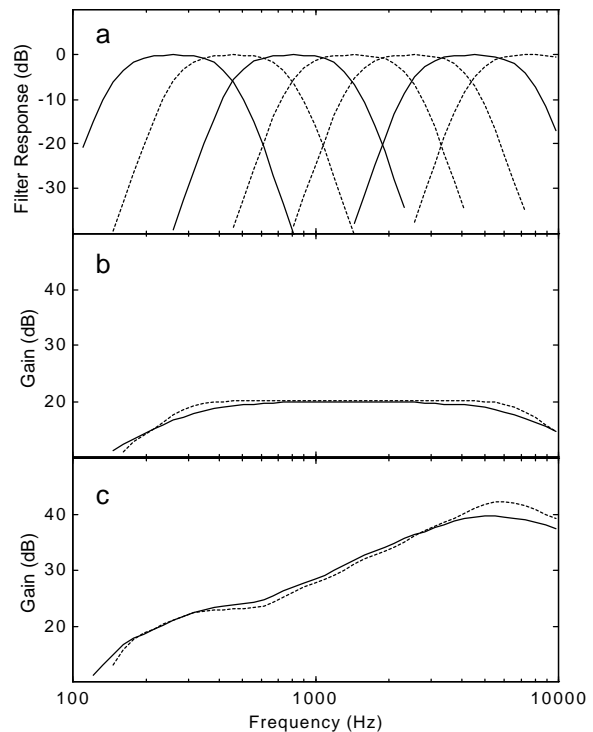 a
0
-10
-20
-30
Filter Response (dB)
b
40
30
20
Gain (dB)
c
40
30
20
Gain (dB)
100
1000
10000
Frequency (Hz)